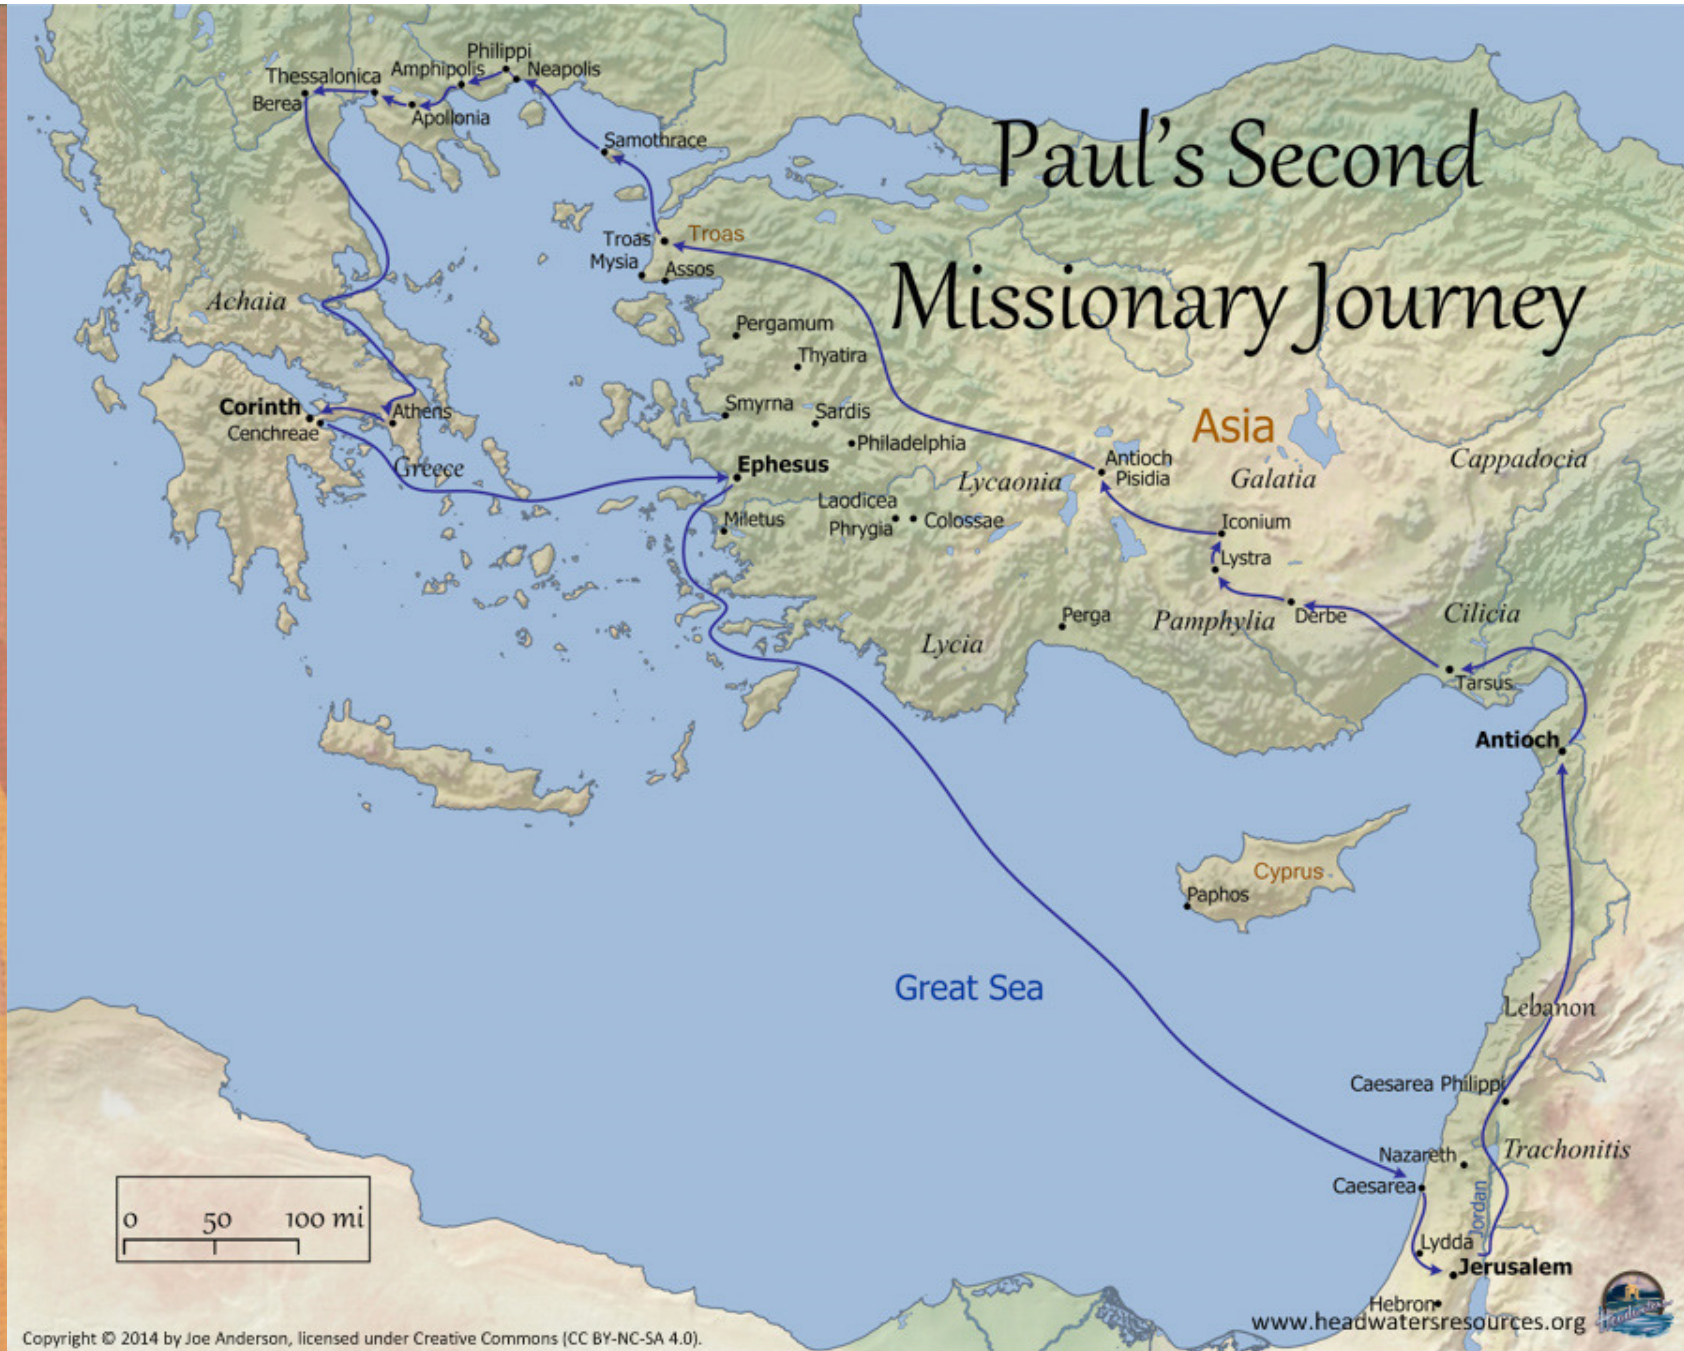 Paul's Second
Missionary Journey
Philippi
Thessalonica
Amphipolis
Neapolis
Berea
Apollonia
Samothrace
Troas
Troas
Mysia
Assos
Achaia
Pergamum
Thyatira
Corinth
Cenchreae
Athens
Greece
Smyrna
Sardis
Philadelphia
Ephesus
Miletus
Laodicea
Phrygia
Colossae
Lycaonia
Antioch
Pisidia
Asia
Galatia
Cappadocia
Iconium
Lystra
Derbe
Perga
Pamphylia
Cilicia
Lycia
Tarsus
Antioch
Cyprus
Paphos
Great Sea
Lebanon
Caesarea Philippi
Nazareth
Trachonitis
Caesarea
Jordan
Lydda
Jerusalem
Hebron
0 50 100 mi
www.headwatersresources.org
Headwaters
Copyright © 2014 by Joe Anderson, licensed under Creative Commons (CC BY-NC-SA 4.0).